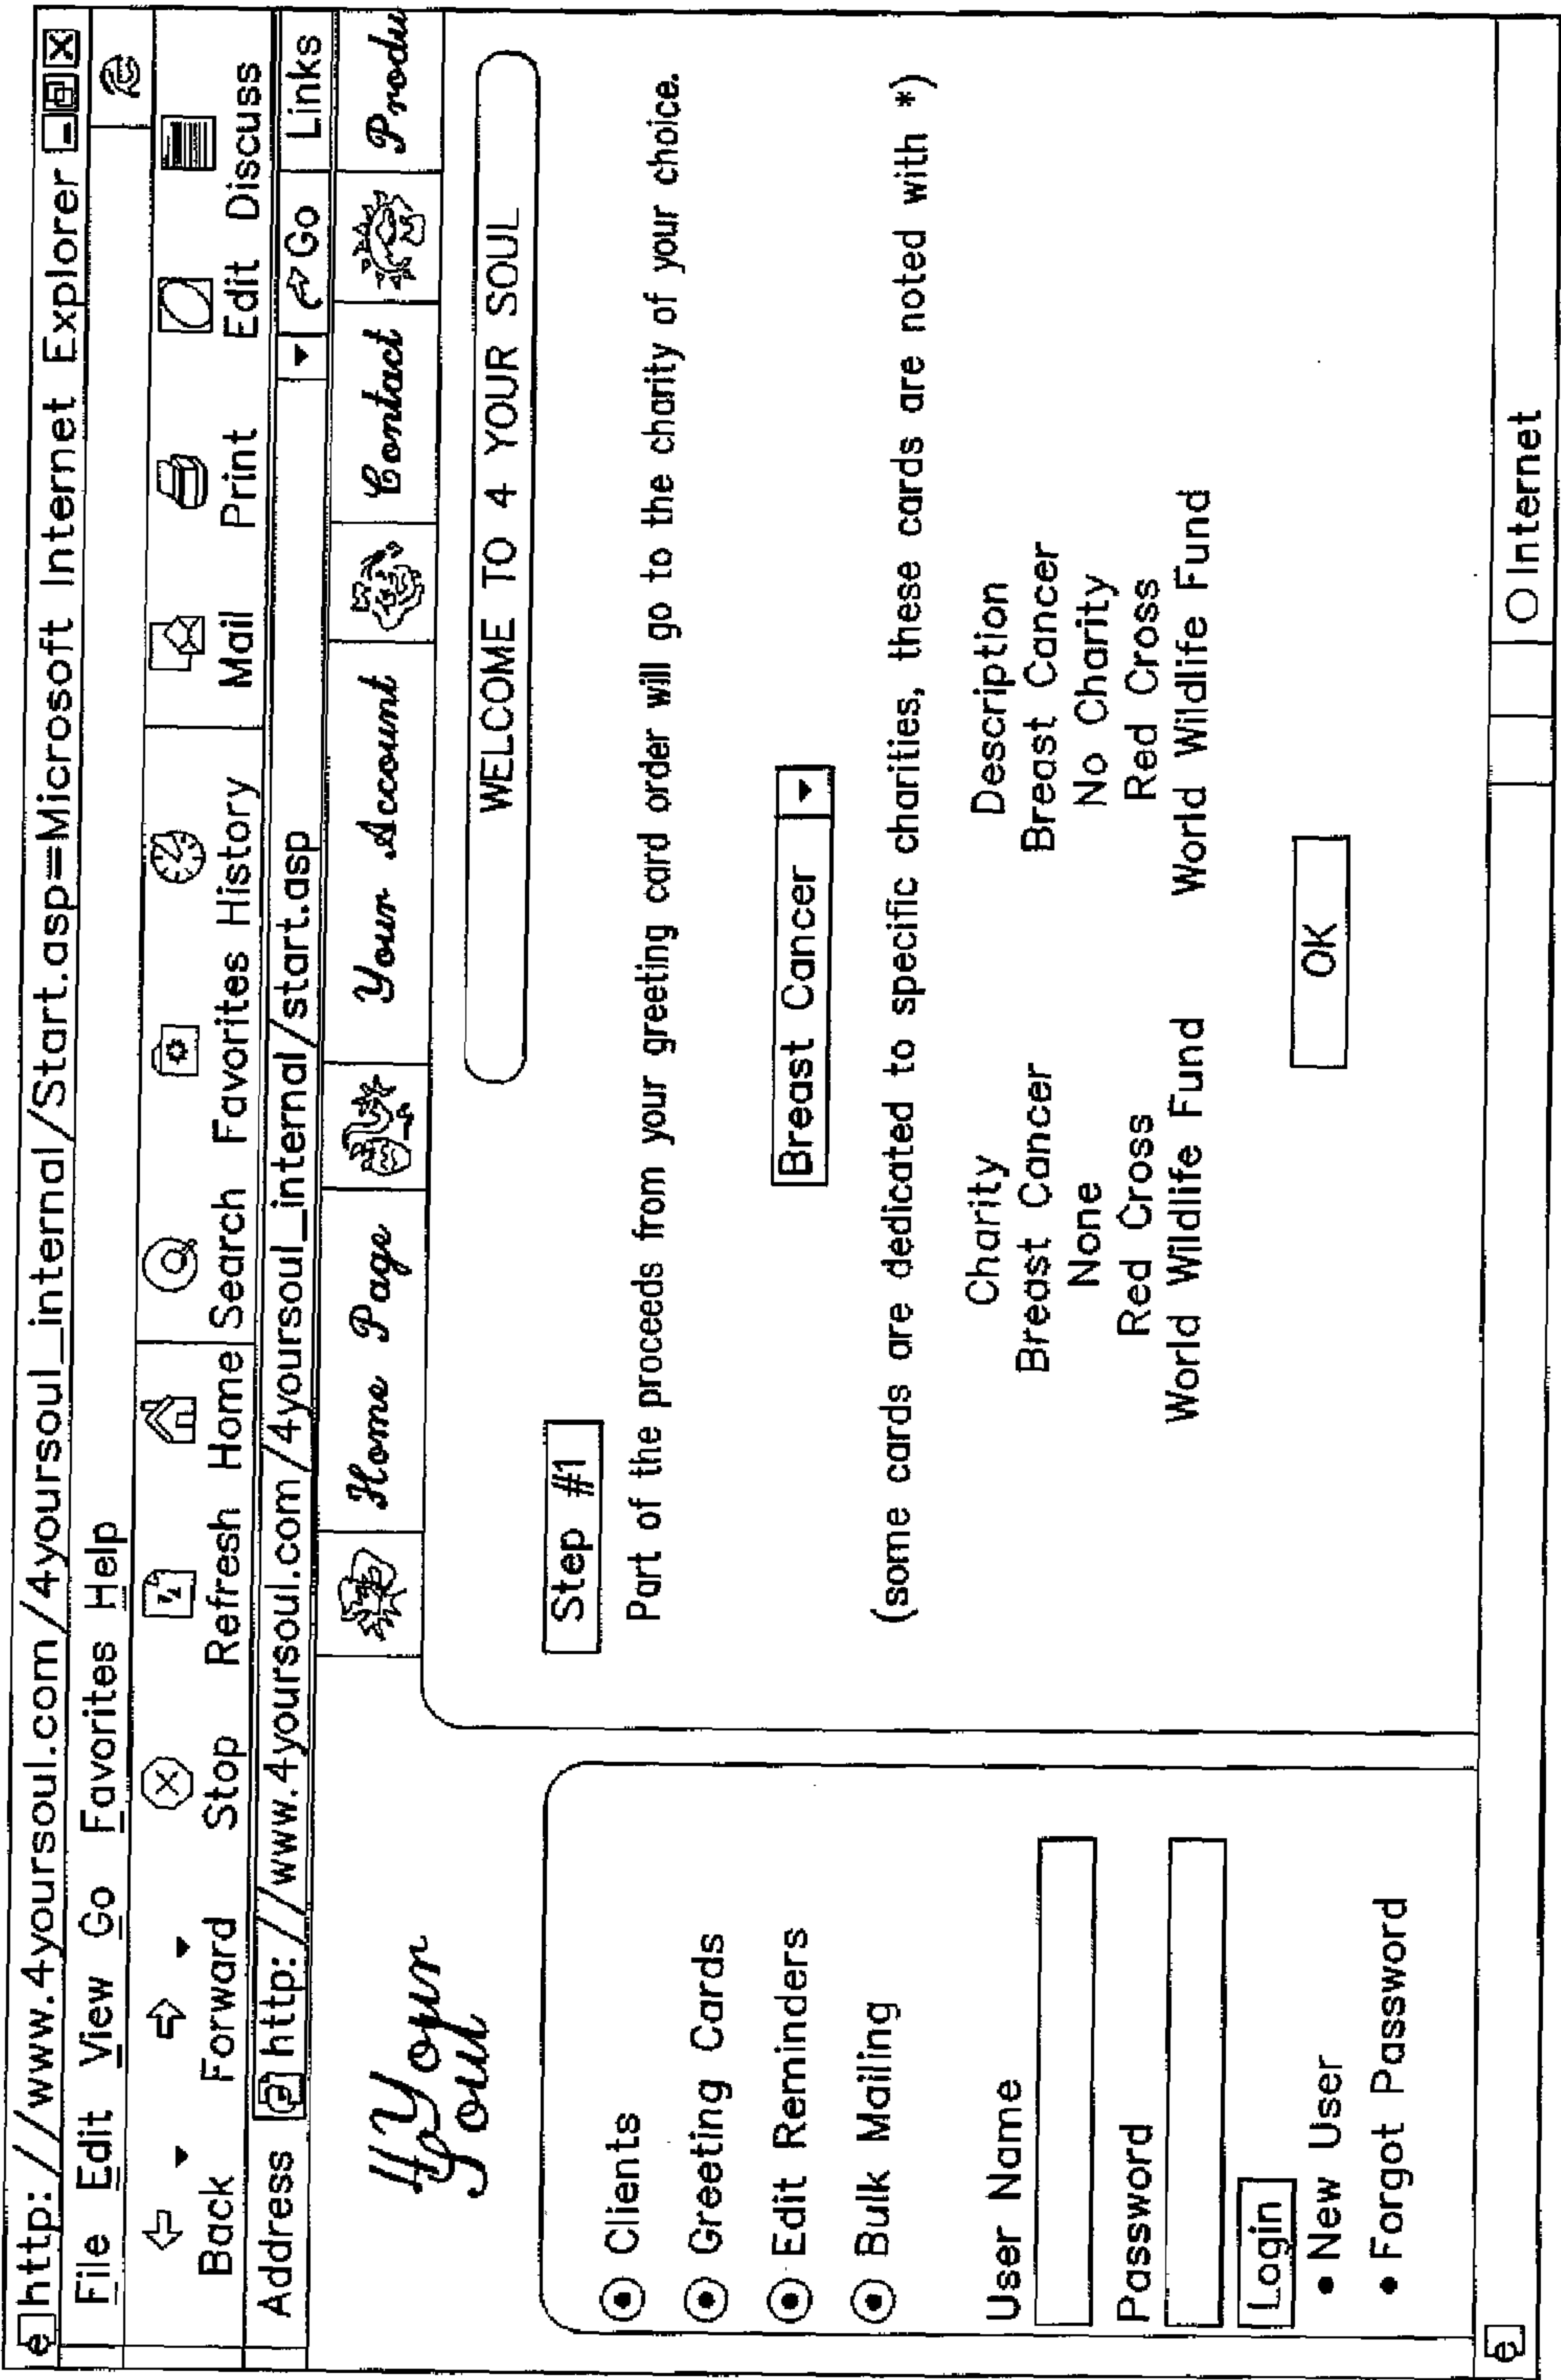 http://www.4yoursoul.com/4yoursoul_internal/Start.asp=Microsoft Internet Explorer
File Edit View Go Favorites Help
Back Forward Stop Refresh Home Search Favorites History Mail Print Edit Discuss
Address http://www.4yoursoul.com/4yoursoul_internal/start.asp Go Links
Home Page Your Account Contact Produ
4 Your
Soul
WELCOME TO 4 YOUR SOUL
Step #1
Part of the proceeds from your greeting card order will go to the charity of your choice.
Breast Cancer
(some cards are dedicated to specific charities, these cards are noted with *)
Charity Description
Breast Cancer Breast Cancer
None No Charity
Red Cross Red Cross
World Wildlife Fund World Wildlife Fund
OK
Clients
Greeting Cards
Edit Reminders
Bulk Mailing
User Name
Password
Login
• New User
• Forgot Password
Internet